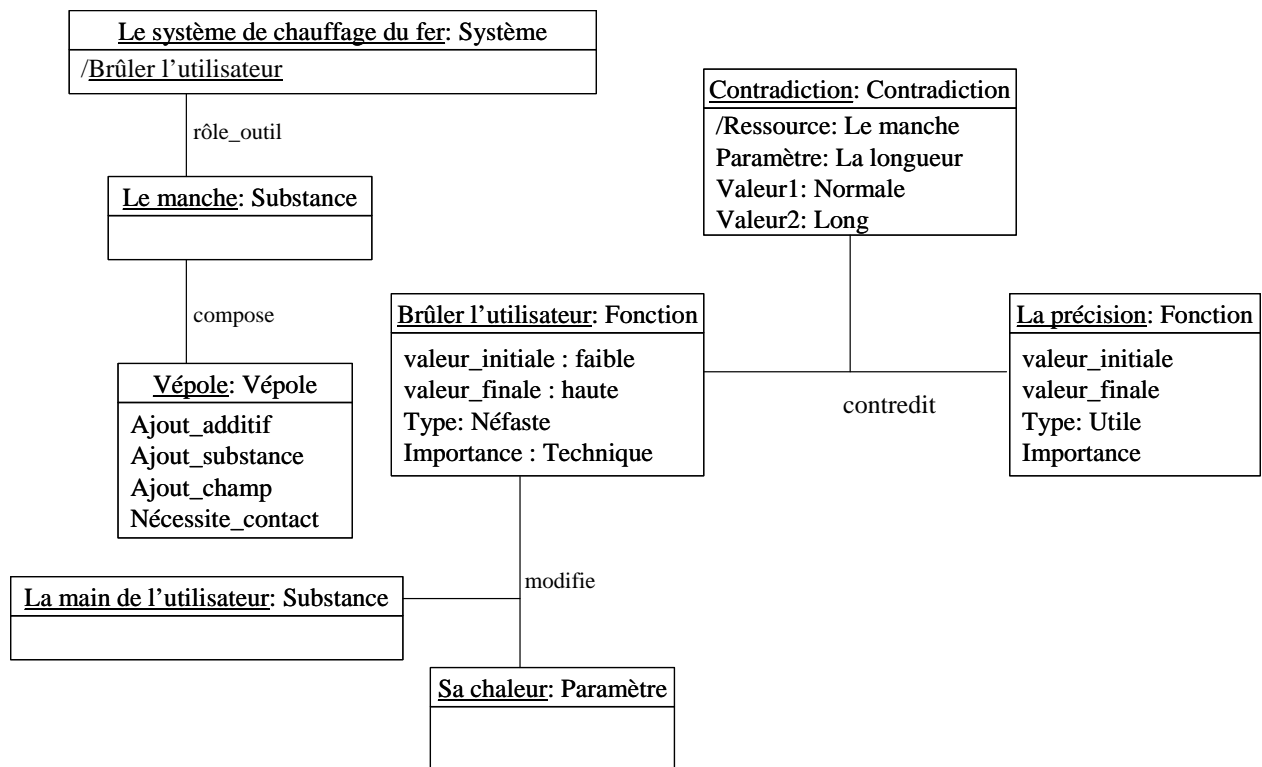 Le système de chauffage du fer: Système
/Brûler l’utilisateur
rôle_outil
Le manche: Substance
compose
Vépole: Vépole
Ajout_additif
Ajout_substance
Ajout_champ
Nécessite_contact
Contradiction: Contradiction
/Ressource: Le manche
Paramètre: La longueur
Valeur1: Normale
Valeur2: Long
Brûler l’utilisateur: Fonction
valeur_initiale : faible
valeur_finale : haute
Type: Néfaste
Importance : Technique
contredit
La précision: Fonction
valeur_initiale
valeur_finale
Type: Utile
Importance
modifie
La main de l’utilisateur: Substance
Sa chaleur: Paramètre